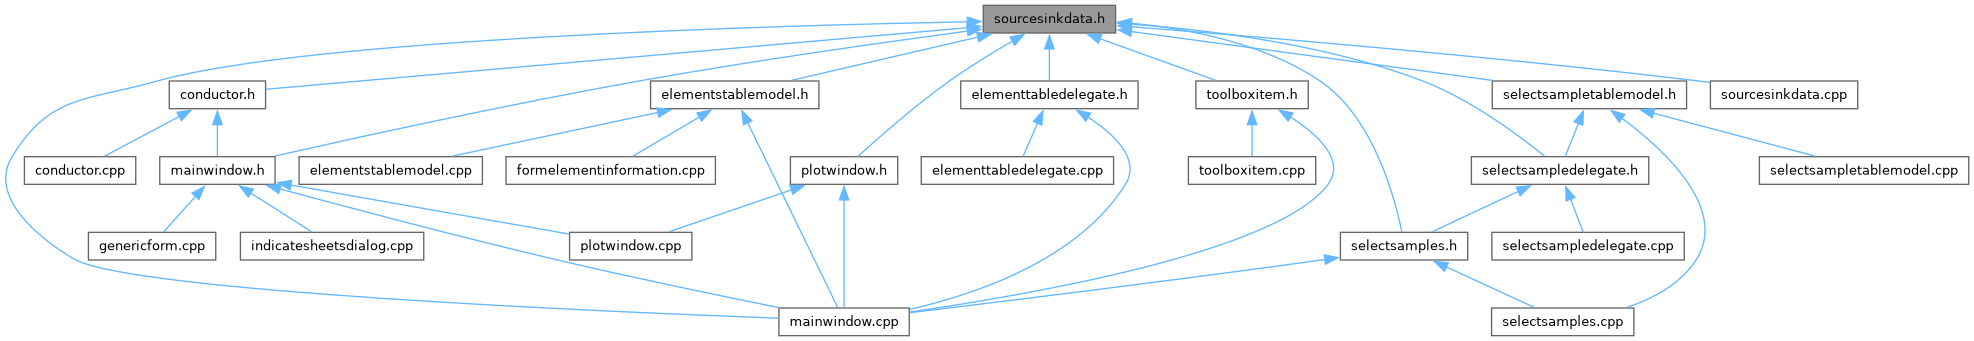 sourcesinkdata.h
conductor.h
elementstablemodel.h
elementtabledelegate.h
toolboxitem.h
selectsampletablemodel.h
sourcesinkdata.cpp
conductor.cpp
mainwindow.h
elementstablemodel.cpp
formelementinformation.cpp
plotwindow.h
elementtabledelegate.cpp
toolboxitem.cpp
selectsampledelegate.h
selectsampletablemodel.cpp
genericform.cpp
indicatesheetsdialog.cpp
plotwindow.cpp
selectsamples.h
selectsampledelegate.cpp
mainwindow.cpp
selectsamples.cpp